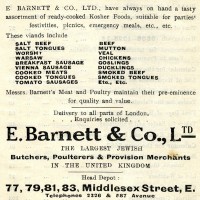 E. BARNETT & CO., LTD., have always on hand a tasty
assortment of ready-cooked Kosher Foods, suitable for parties'
festivities, picnics, emergency meals, etc., etc.
These viands include
SALT BEEF BEEF
SALT TONGUES MUTTON
WORSHT VEAL
WARSAW CHICKENS
BREAKFAST SAUSAGE GOSLINGS
VIENNA SAUSAGE DUCKLINGS
COOKED MEATS SMOKED BEEF
COOKED TONGUES SMOKED TONGUES
TOMATO SAUSAGES Etc., Etc.
Messrs. Barnett's Meat and Poultry maintain their pre-eminence
for quality and value.
Delivery to all parts of London.
Enquiries solicited.
E. Barnett & Co., LTD
THE LARGEST JEWISH
Butchers, Poulterers & Provision Merchants
IN THE UNITED KINGDOM
Head Depot:
77, 79, 81, 83, Middlesex Street, E.
Telephones 2226 & 287 Avenue